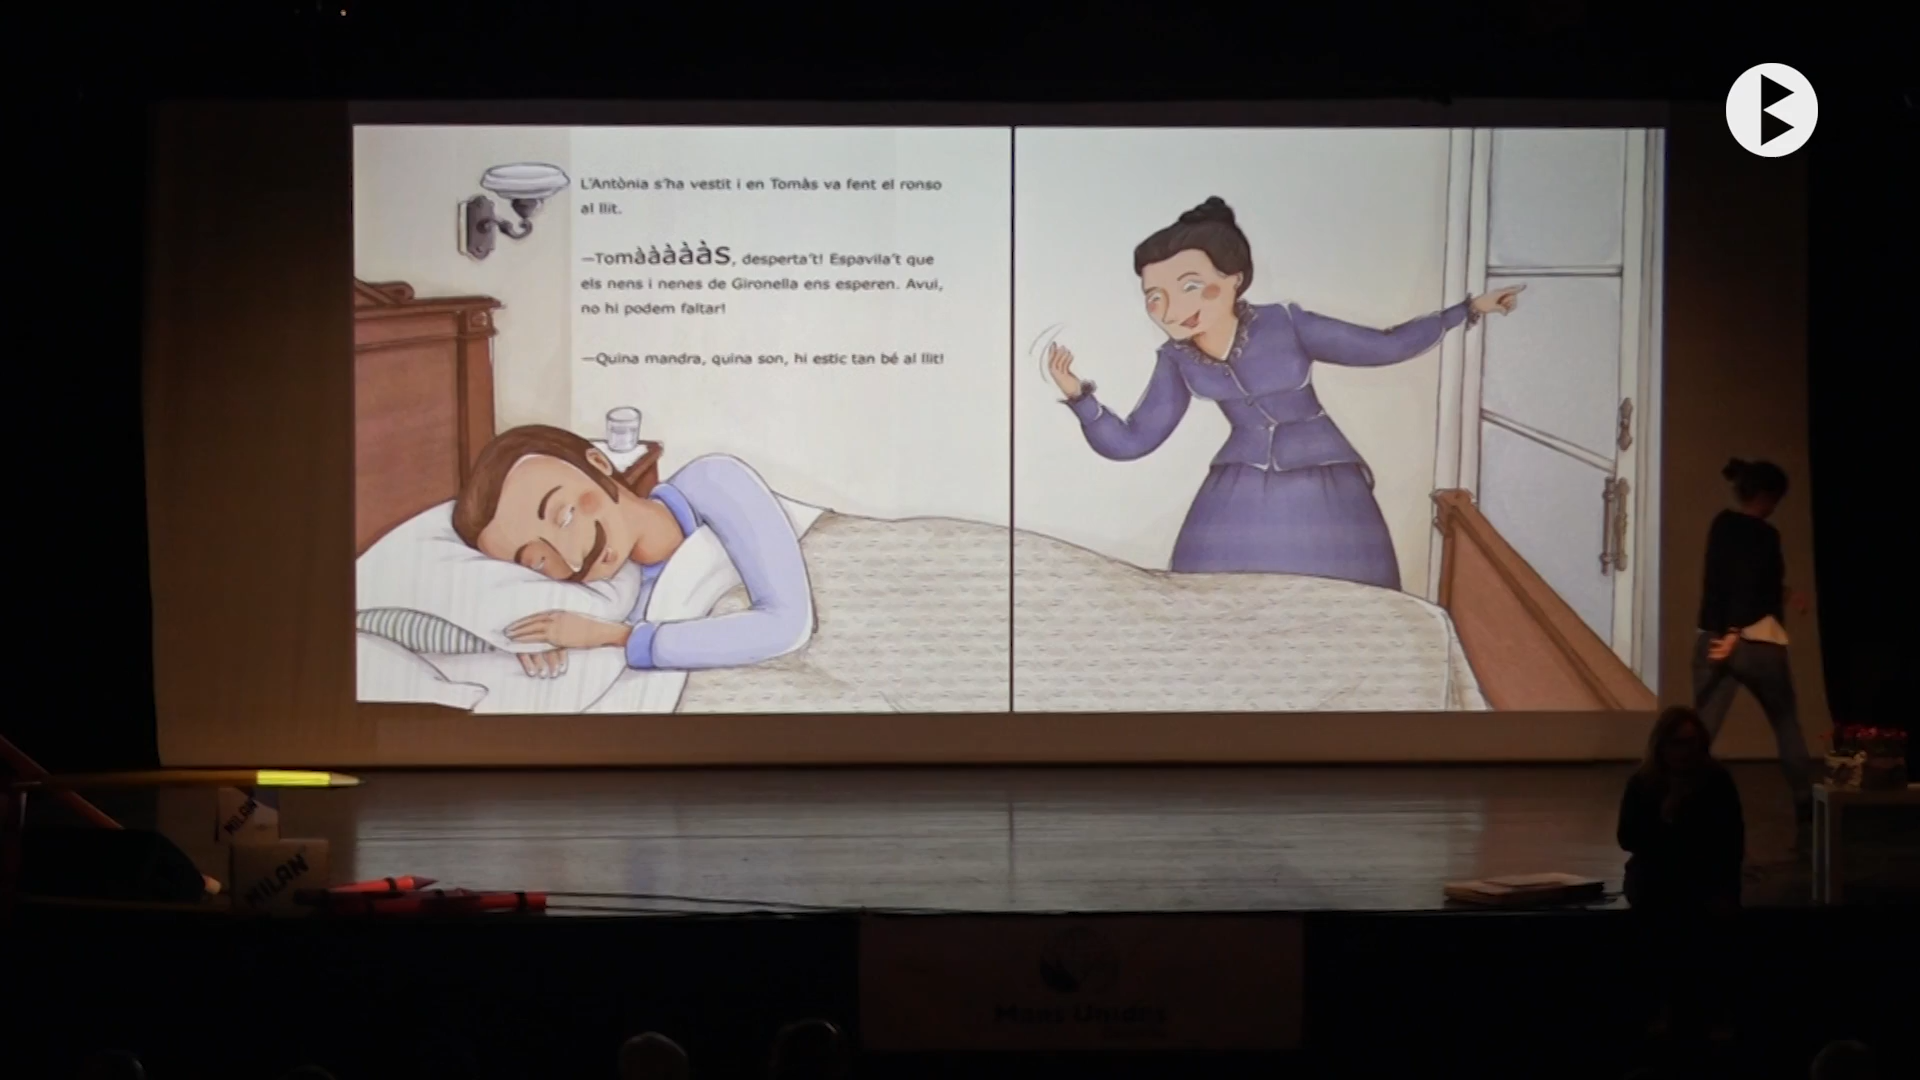 L'Antònia s'ha vestit i en Tomàs va fent el ronso
al llit.
—Tomàààààs, desperta't! Espavila't que
els nens i nenes de Gironella ens esperen. Avui,
no hi podem faltar!
—Quina mandra, quina son, hi estic tan bé al llit!
MILAN
MILAN
Mans Unides